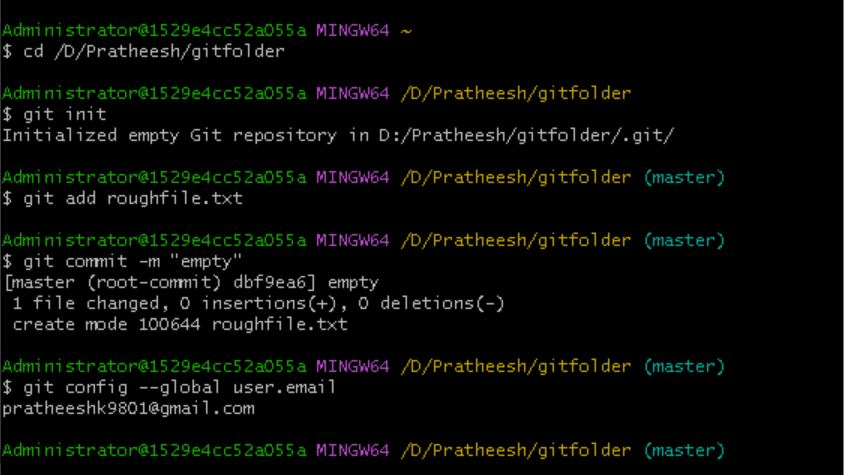 Administrator@1529e4cc52a055a MINGW64 ~
$ cd /D/Pratheesh/gitfolder
Administrator@1529e4cc52a055a MINGW64 /D/Pratheesh/gitfolder
$ git init
Initialized empty Git repository in D:/Pratheesh/gitfolder/.git/
Administrator@1529e4cc52a055a MINGW64 /D/Pratheesh/gitfolder (master)
$ git add roughfile.txt
Administrator@1529e4cc52a055a MINGW64 /D/Pratheesh/gitfolder (master)
$ git commit -m "empty"
[master (root-commit) dbf9ea6] empty
1 file changed, 0 insertions(+), 0 deletions(-)
create mode 100644 roughfile.txt
Administrator@1529e4cc52a055a MINGW64 /D/Pratheesh/gitfolder (master)
$ git config --global user.email
pratheeshk9801@gmail.com
Administrator@1529e4cc52a055a MINGW64 /D/Pratheesh/gitfolder (master)